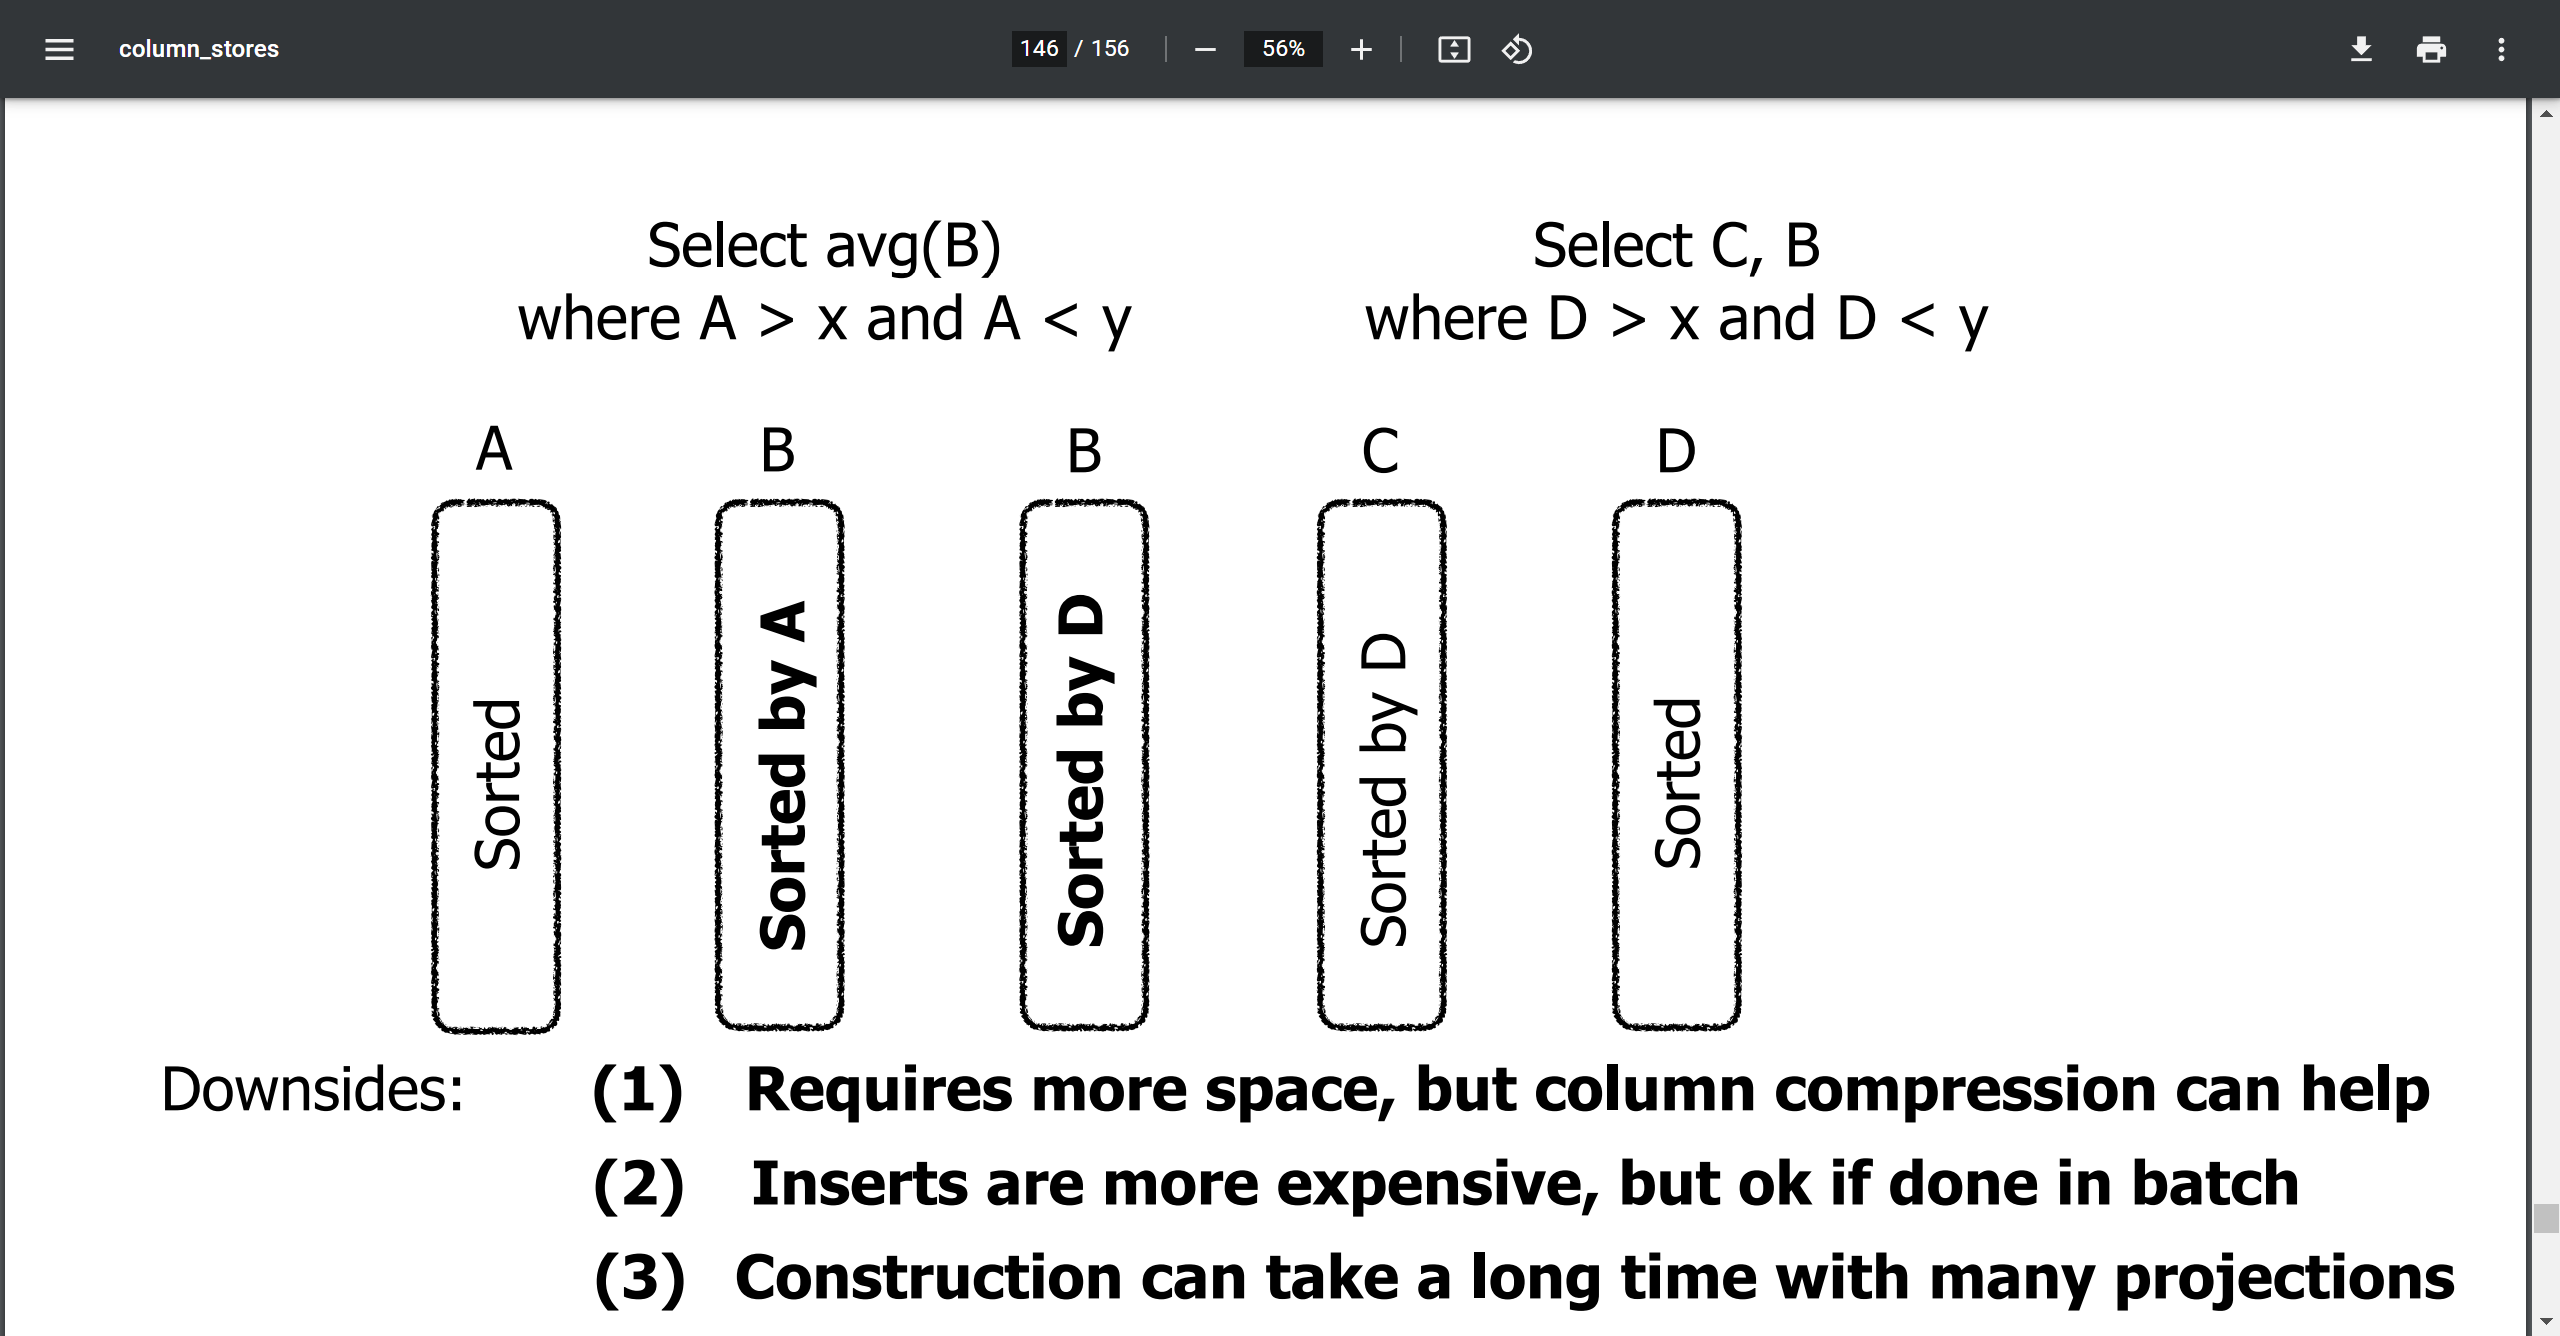 column_stores
146 / 156
56%
Select avg(B)
where A > x and A < y
Select C, B
where D > x and D < y
A
B
B
C
D
Sorted
Sorted by A
Sorted by D
Sorted by D
Sorted
Downsides: (1) Requires more space, but column compression can help
(2) Inserts are more expensive, but ok if done in batch
(3) Construction can take a long time with many projections